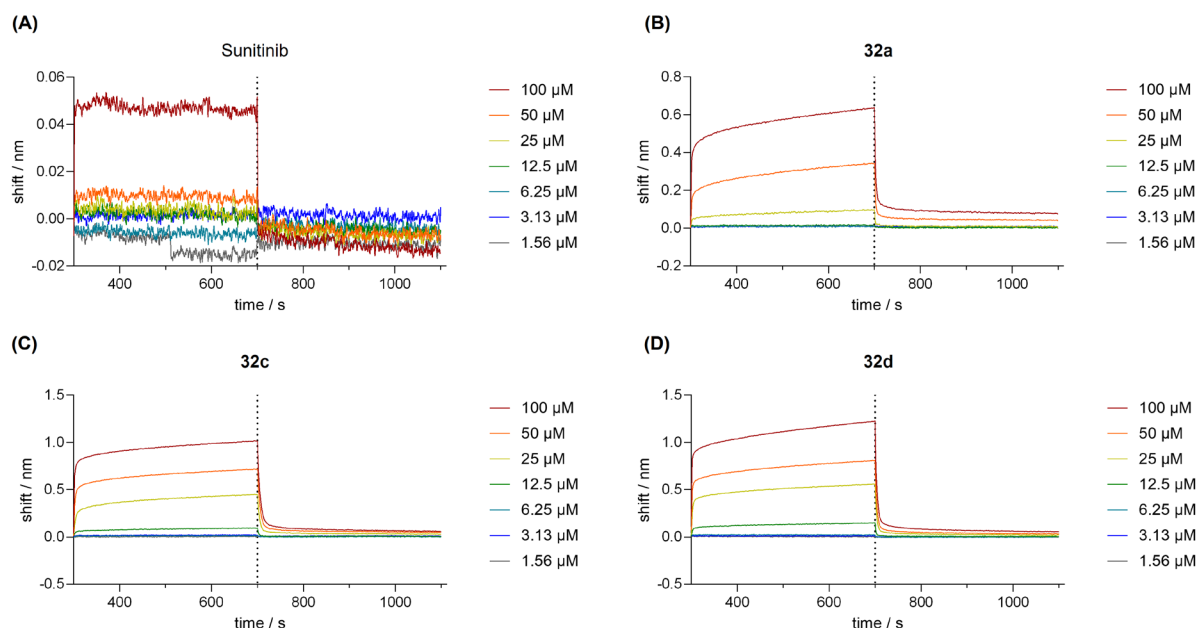 (A)
Sunitinib
0.06
0.04
0.02
0.00
-0.02
shift / nm
400
600
800
1000
time / s
100 µM
50 µM
25 µM
12.5 µM
6.25 µM
3.13 µM
1.56 µM
(B)
32a
0.8
0.6
0.4
0.2
0.0
-0.2
shift / nm
400
600
800
1000
time / s
100 µM
50 µM
25 µM
12.5 µM
6.25 µM
3.13 µM
1.56 µM
(C)
32c
1.5
1.0
0.5
0.0
-0.5
shift / nm
400
600
800
1000
time / s
100 µM
50 µM
25 µM
12.5 µM
6.25 µM
3.13 µM
1.56 µM
(D)
32d
1.5
1.0
0.5
0.0
-0.5
shift / nm
400
600
800
1000
time / s
100 µM
50 µM
25 µM
12.5 µM
6.25 µM
3.13 µM
1.56 µM